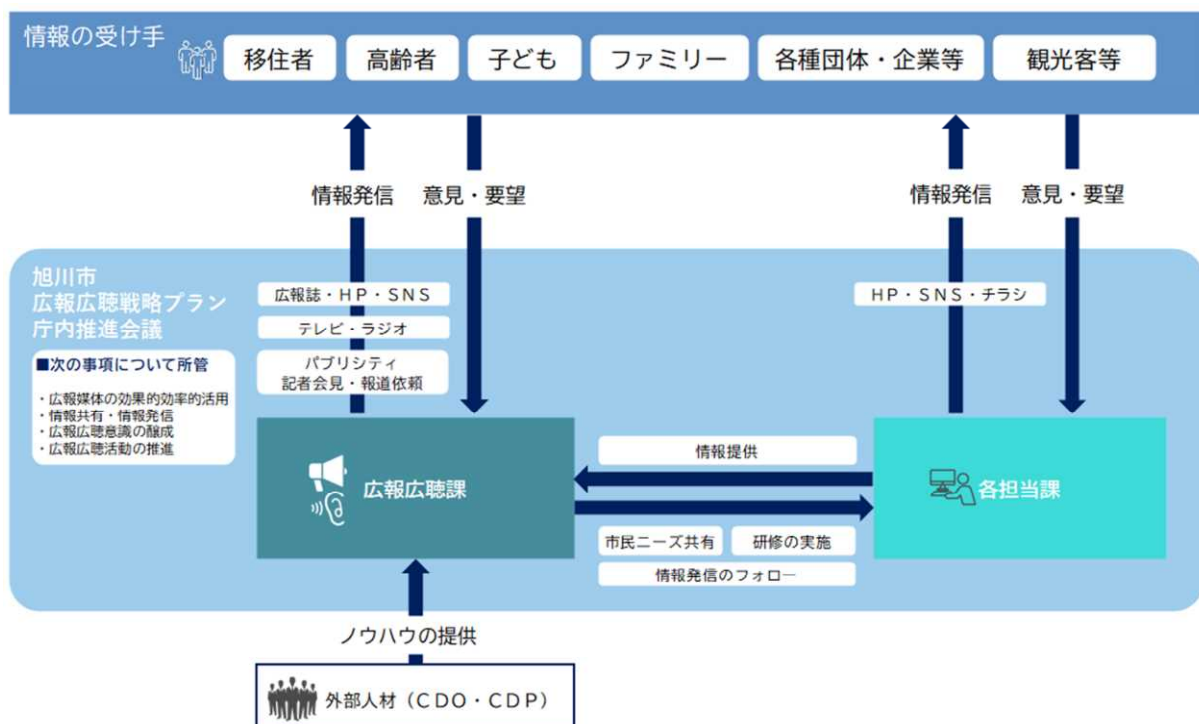 情報の受け手
移住者
高齢者
子ども
ファミリー
各種団体・企業等
観光客等
情報発信
意見・要望
情報発信
意見・要望
旭川市
広報広聴戦略プラン
庁内推進会議
■次の事項について所管
・広報媒体の効果的効率的活用
・情報共有・情報発信
・広報広聴意識の醸成
・広報広聴活動の推進
広報誌・HP・SNS
テレビ・ラジオ
パブリシティ
記者会見・報道依頼
HP・SNS・チラシ
広報広聴課
情報提供
各担当課
市民ニーズ共有
研修の実施
情報発信のフォロー
ノウハウの提供
外部人材（CDO・CDP）